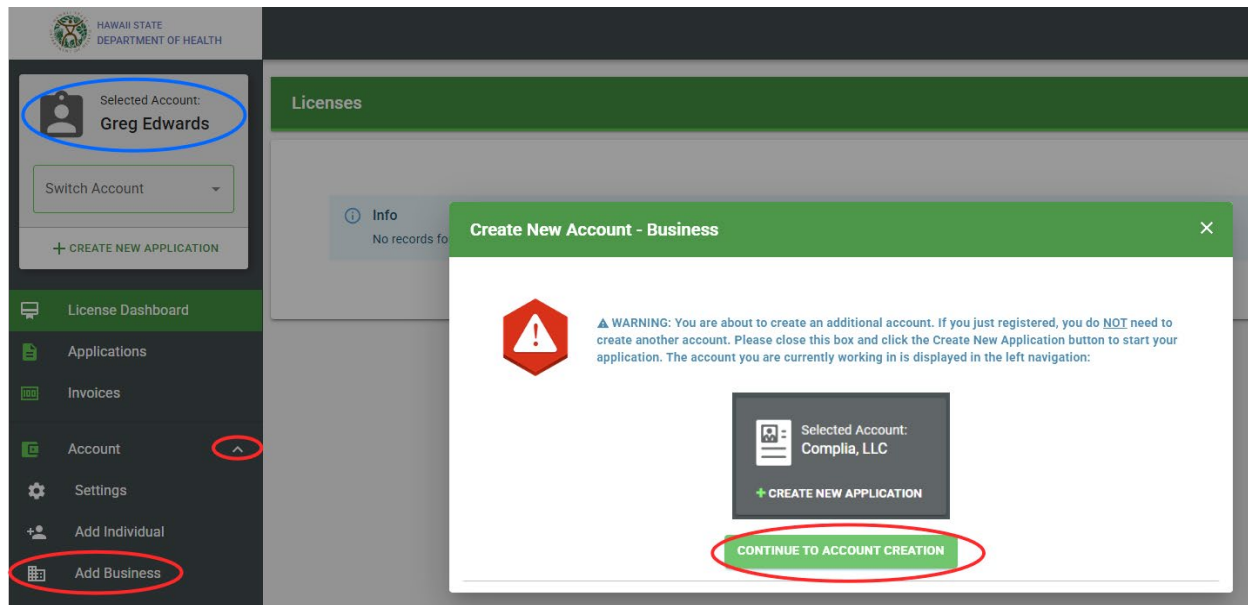 HAWAII STATE
DEPARTMENT OF HEALTH
Selected Account:
Greg Edwards
Switch Account
+ CREATE NEW APPLICATION
License Dashboard
Applications
Invoices
Account
Settings
Add Individual
Add Business
Licenses
Info
No records fo
Create New Account - Business
WARNING: You are about to create an additional account. If you just registered, you do NOT need to
create another account. Please close this box and click the Create New Application button to start your
application. The account you are currently working in is displayed in the left navigation:
Selected Account:
Complia, LLC
+ CREATE NEW APPLICATION
CONTINUE TO ACCOUNT CREATION